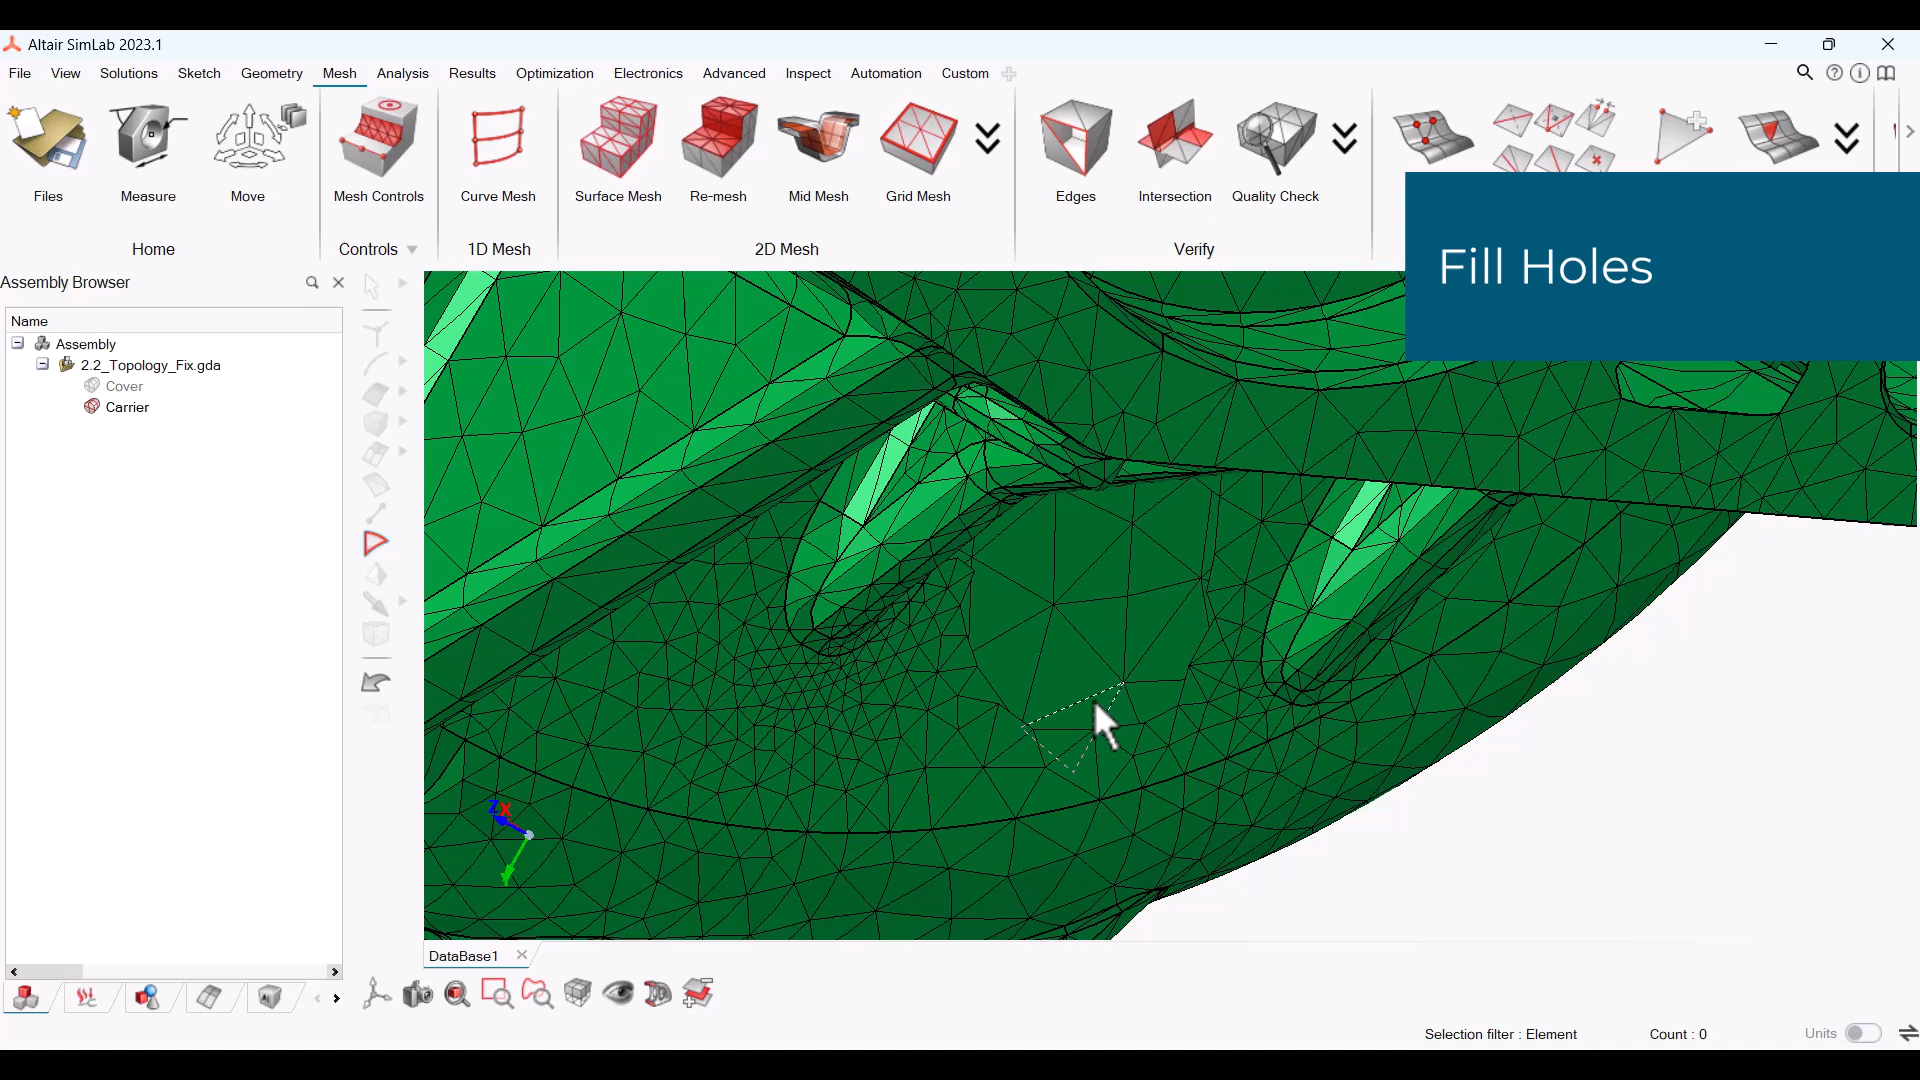 Altair SimLab 2023.1
File View Solutions Sketch Geometry Mesh Analysis Results Optimization Electronics Advanced Inspect Automation Custom
Files Measure Move Mesh Controls Curve Mesh Surface Mesh Re-mesh Mid Mesh Grid Mesh Edges Intersection Quality Check
Home Controls 1D Mesh 2D Mesh Verify
Fill Holes
Assembly Browser
Name
Assembly
2.2_Topology_Fix.gda
Cover
Carrier
Z X
DataBase1
Selection filter : Element Count : 0 Units